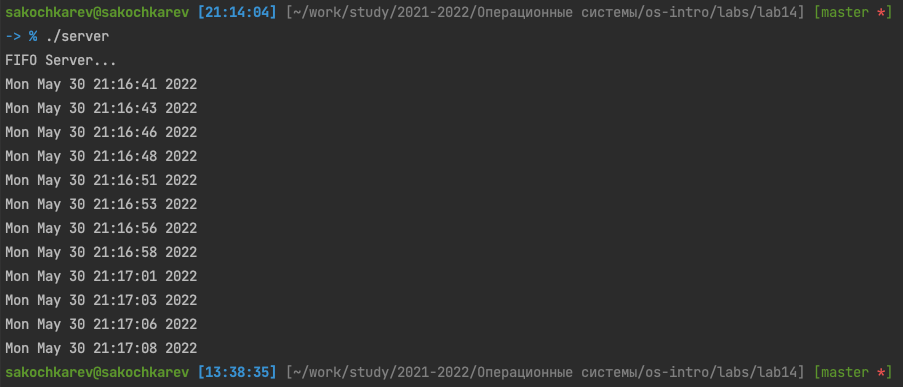 sakochkarev@sakochkarev [21:14:04] [~/work/study/2021-2022/Операционные системы/os-intro/labs/lab14] [master *]
-> % ./server
FIFO Server...
Mon May 30 21:16:41 2022
Mon May 30 21:16:43 2022
Mon May 30 21:16:46 2022
Mon May 30 21:16:48 2022
Mon May 30 21:16:51 2022
Mon May 30 21:16:53 2022
Mon May 30 21:16:56 2022
Mon May 30 21:16:58 2022
Mon May 30 21:17:01 2022
Mon May 30 21:17:03 2022
Mon May 30 21:17:06 2022
Mon May 30 21:17:08 2022
sakochkarev@sakochkarev [13:38:35] [~/work/study/2021-2022/Операционные системы/os-intro/labs/lab14] [master *]